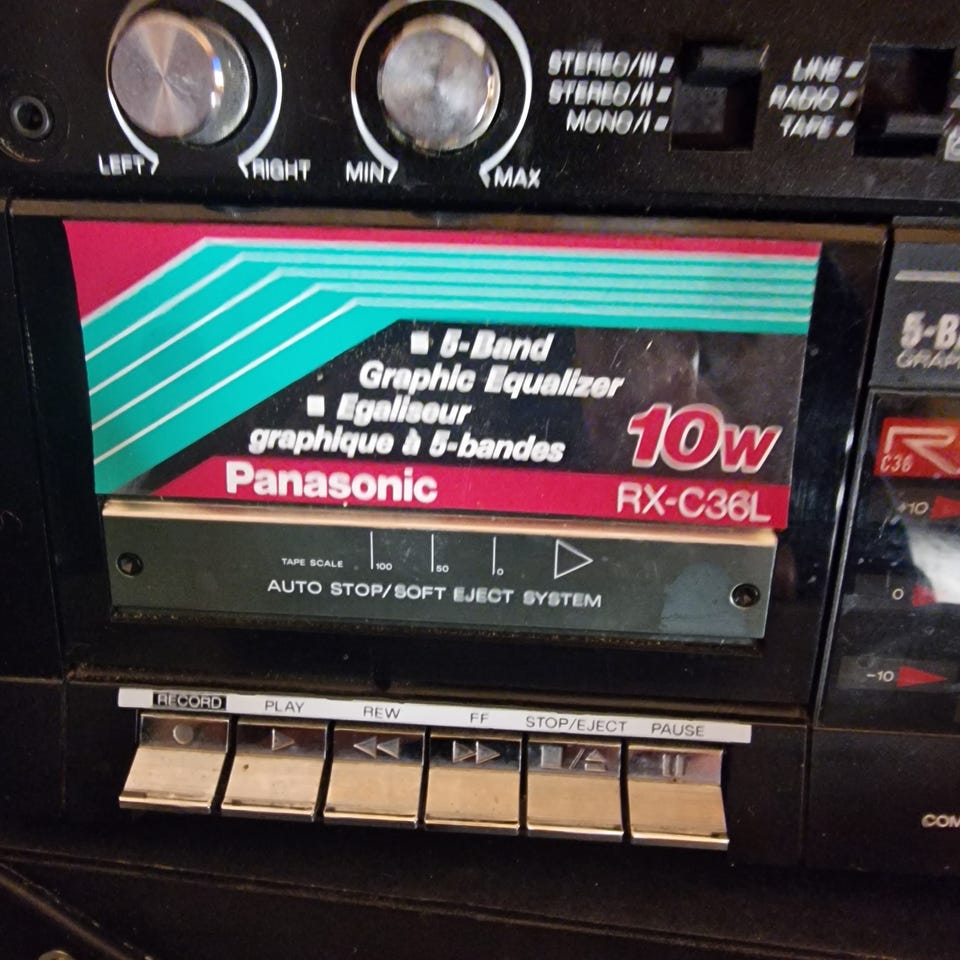 STEREO/III
STEREO/II
MONO/I
LINE
RADIO
TAPE
LEFT
RIGHT
MIN
MAX
5-Band
Graphic Equalizer
Egaliseur
graphique à 5-bandes
10W
Panasonic
RX-C36L
TAPE SCALE
100
50
0
AUTO STOP/SOFT EJECT SYSTEM
RECORD
PLAY
REW
FF
STOP/EJECT
PAUSE
C36
+10
0
-10